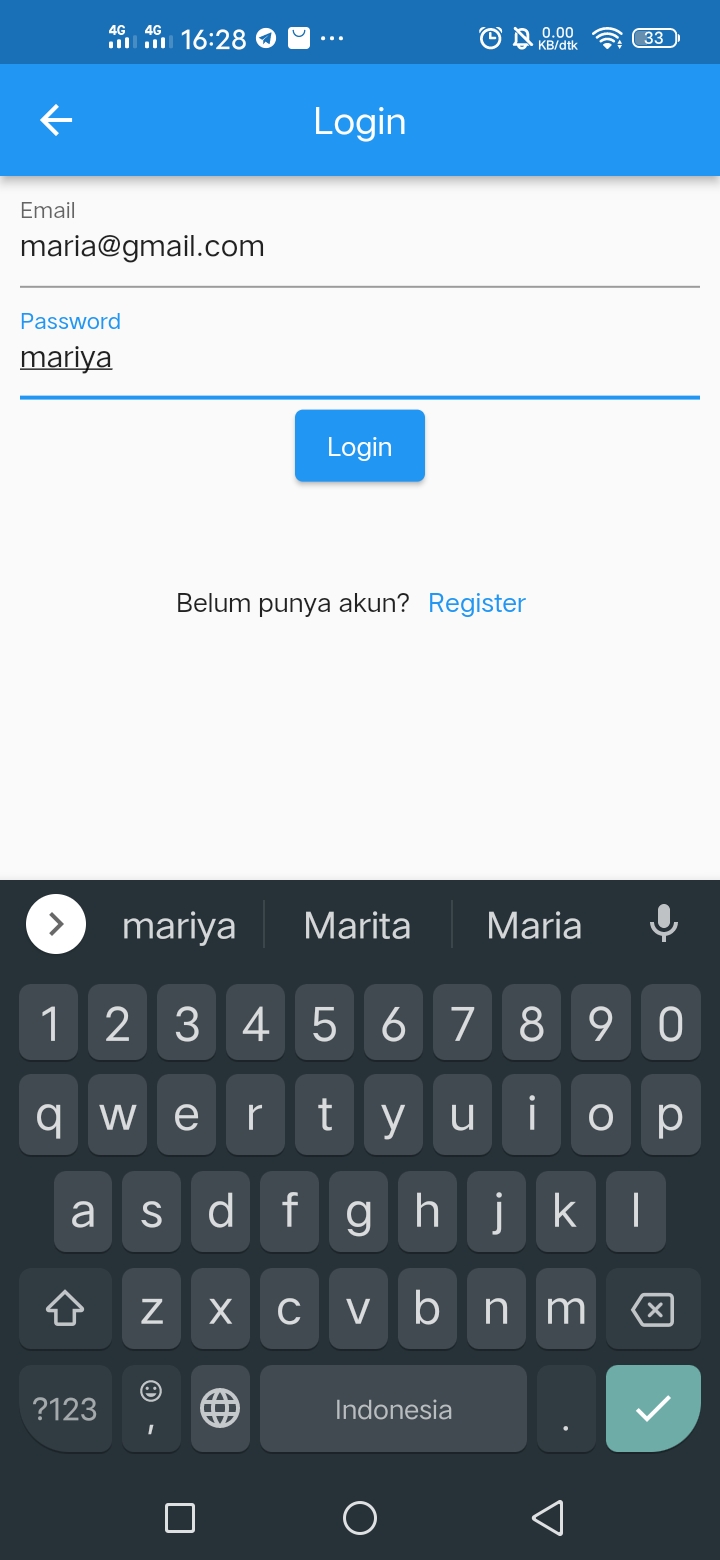 4G 4G 16:28 ... 0.00 KB/dtk 33
Login
Email
maria@gmail.com
Password
mariya
Login
Belum punya akun? Register
mariya Marita Maria
1 2 3 4 5 6 7 8 9 0
q w e r t y u i o p
a s d f g h j k l
z x c v b n m
?123 , Indonesia .